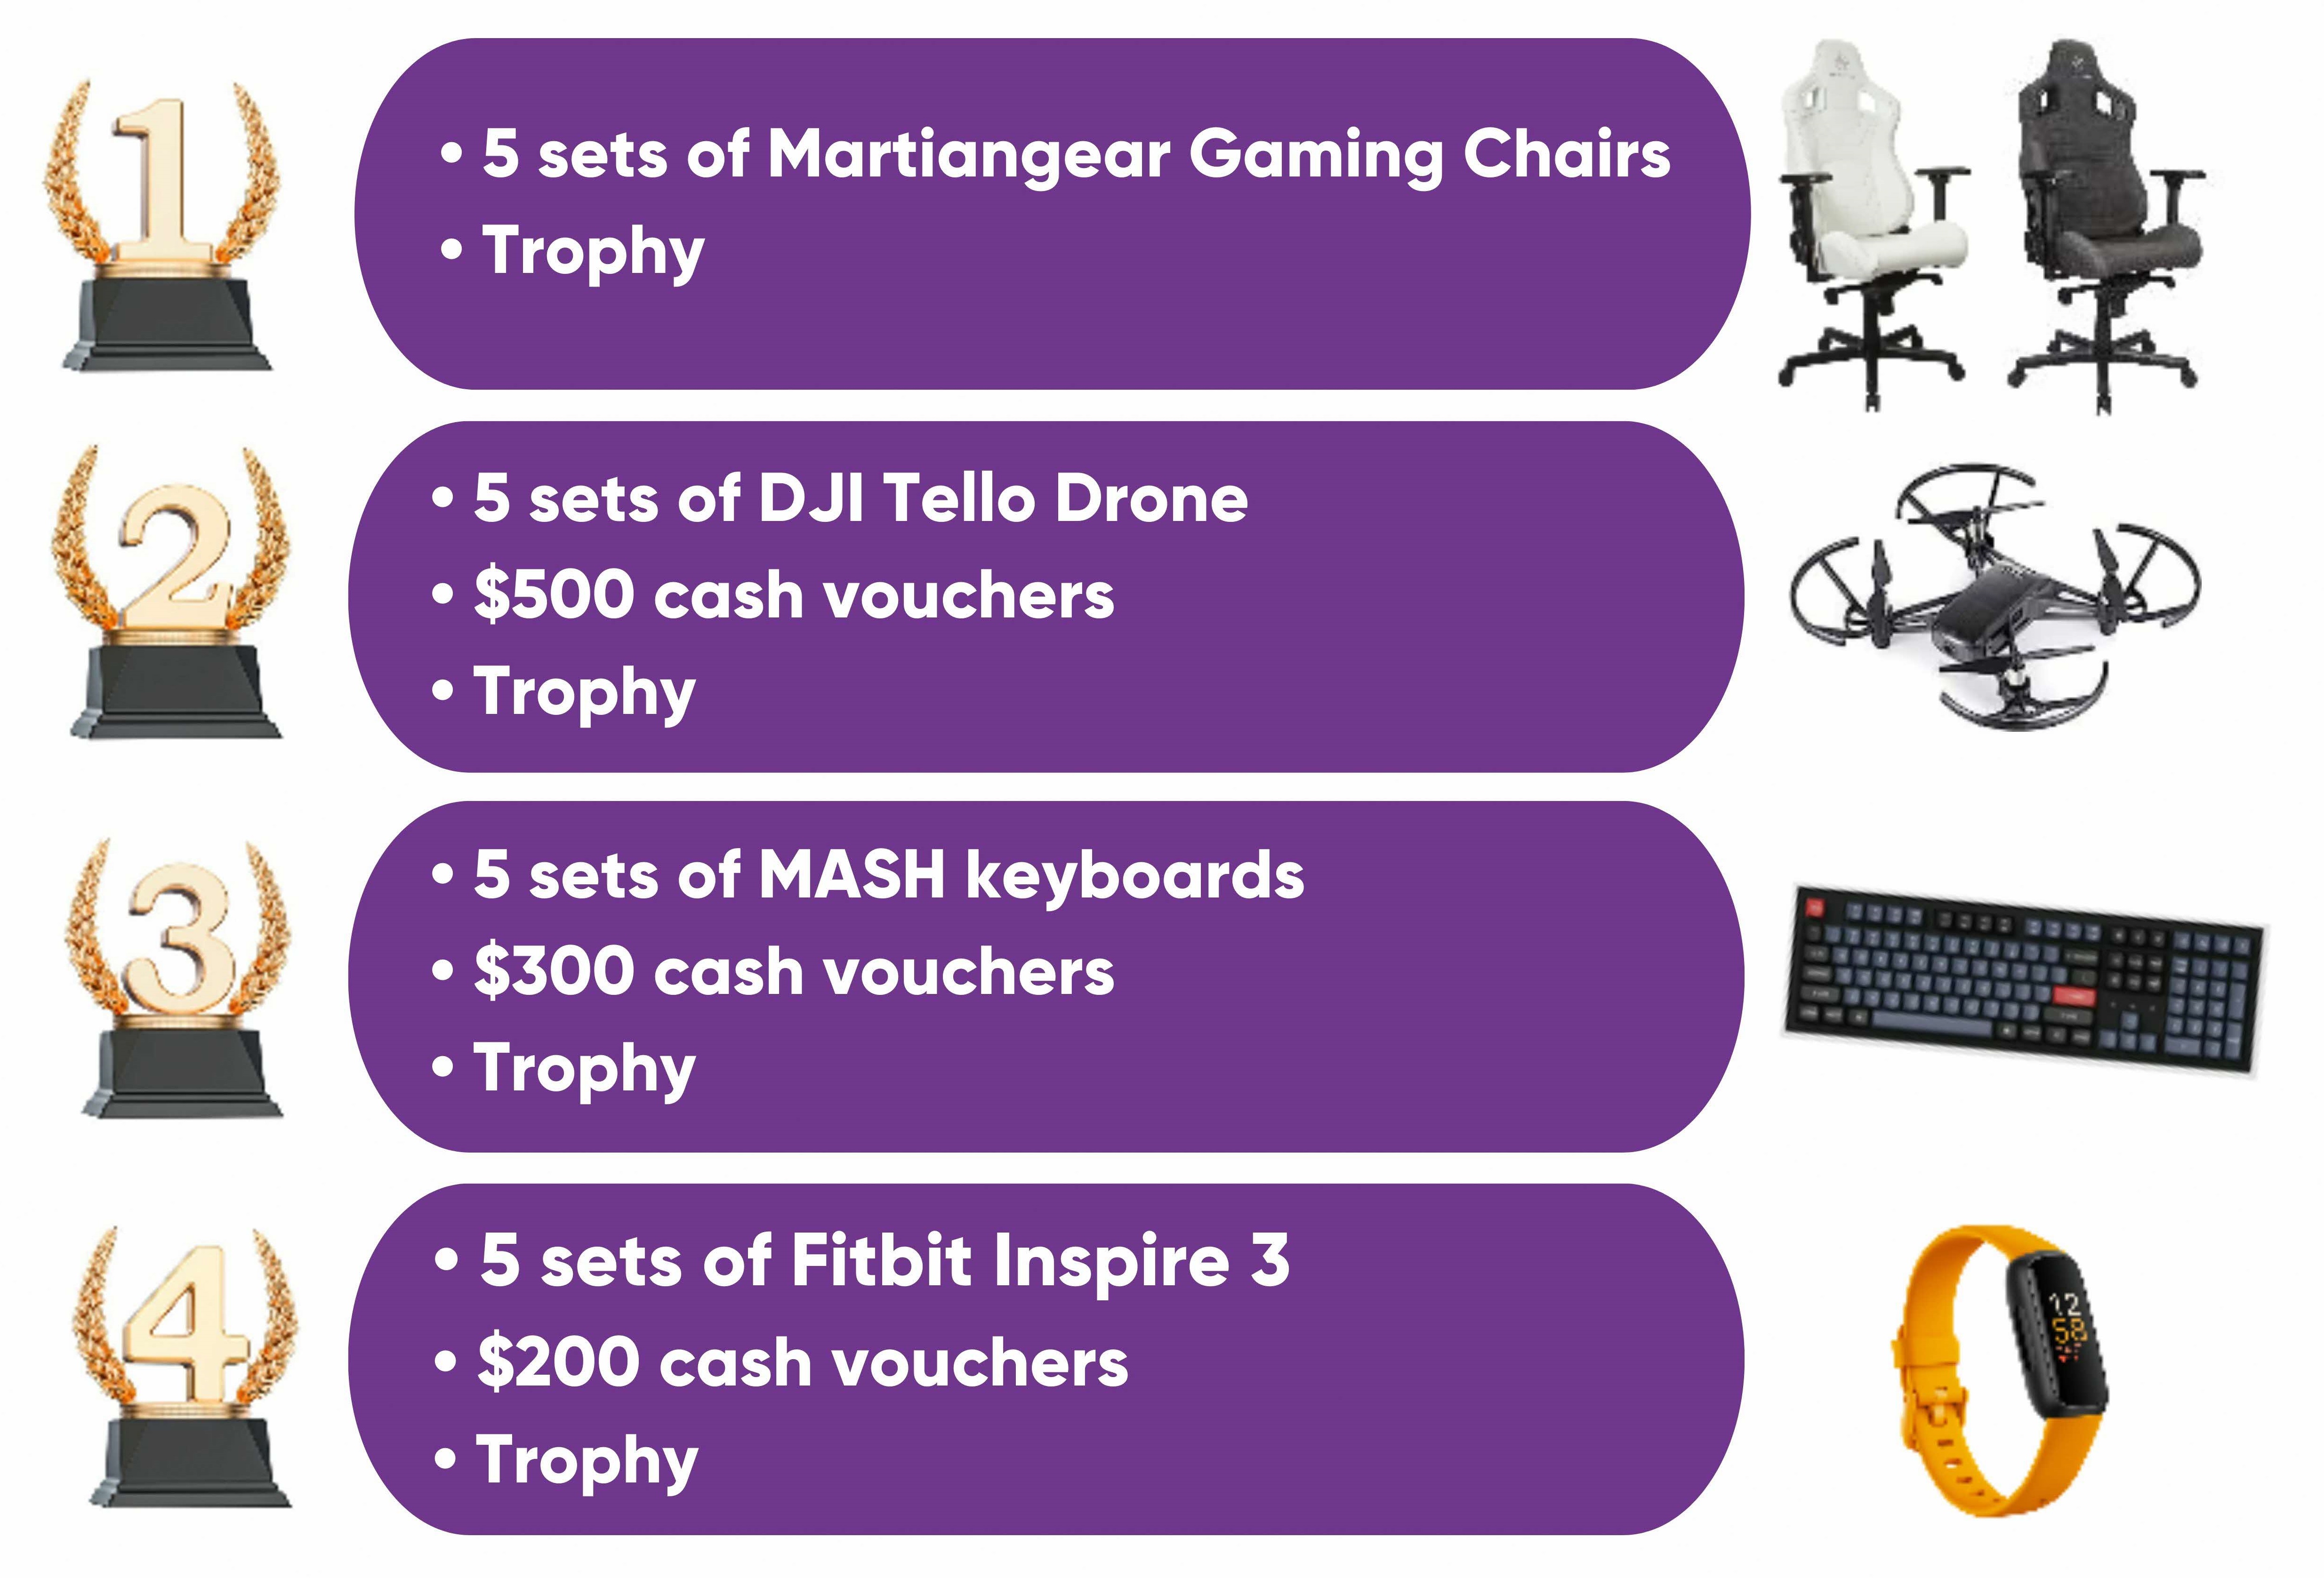 1
• 5 sets of Martiangear Gaming Chairs
• Trophy
2
• 5 sets of DJI Tello Drone
• $500 cash vouchers
• Trophy
3
• 5 sets of MASH keyboards
• $300 cash vouchers
• Trophy
4
• 5 sets of Fitbit Inspire 3
• $200 cash vouchers
• Trophy
12
58